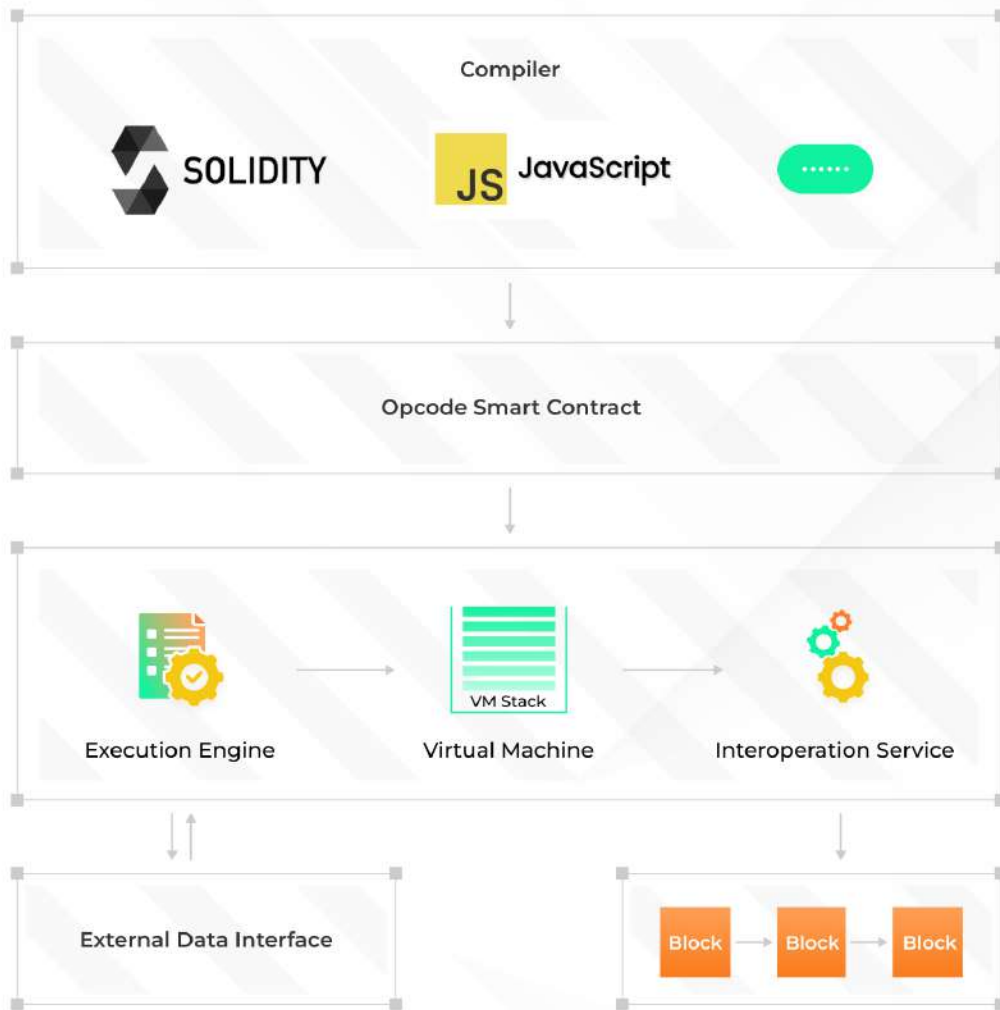 Compiler
SOLIDITY
JS JavaScript
......
Opcode Smart Contract
VM Stack
Execution Engine
Virtual Machine
Interoperation Service
External Data Interface
Block
Block
Block